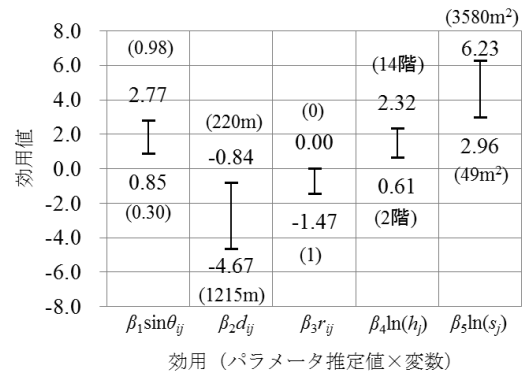 (3580m²)
8.0 (0.98) 6.23
6.0 (14階)
4.0 2.77 (220m) (0) 2.32
2.0 -0.84 0.00 2.96
0.0 0.85 0.61 (49m²)
-2.0 (0.30) -1.47 (2階)
-4.0 -4.67 (1)
-6.0 (1215m)
-8.0
効用値
β₁sinθij β₂dij β₃rij β₄ln(hj) β₅ln(sj)
効用（パラメータ推定値×変数）